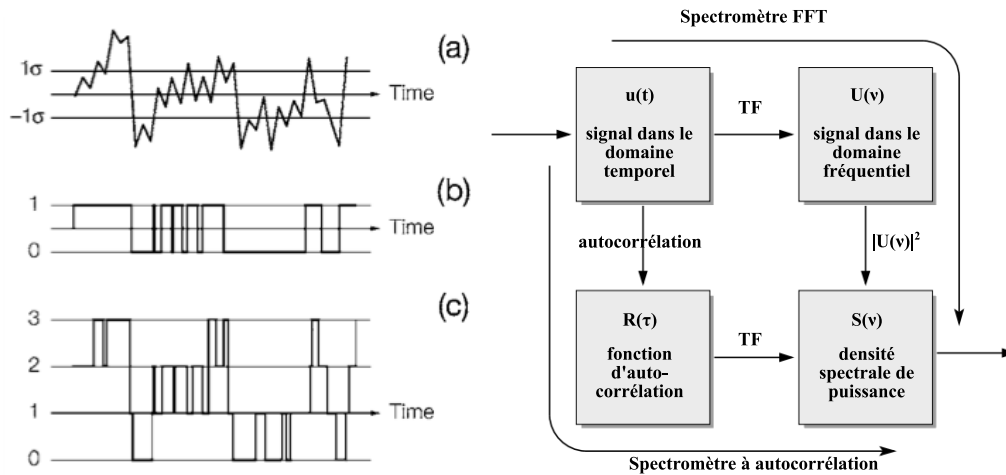 (a)
1σ
Time
-1σ
(b)
1
Time
0
(c)
3
2
1
Time
0
Spectromètre FFT
u(t)
signal dans le
domaine
temporel
TF
U(ν)
signal dans le
domaine
fréquentiel
autocorrélation
|U(ν)|²
R(τ)
fonction
d'auto-
corrélation
TF
S(ν)
densité
spectrale de
puissance
Spectromètre à autocorrélation